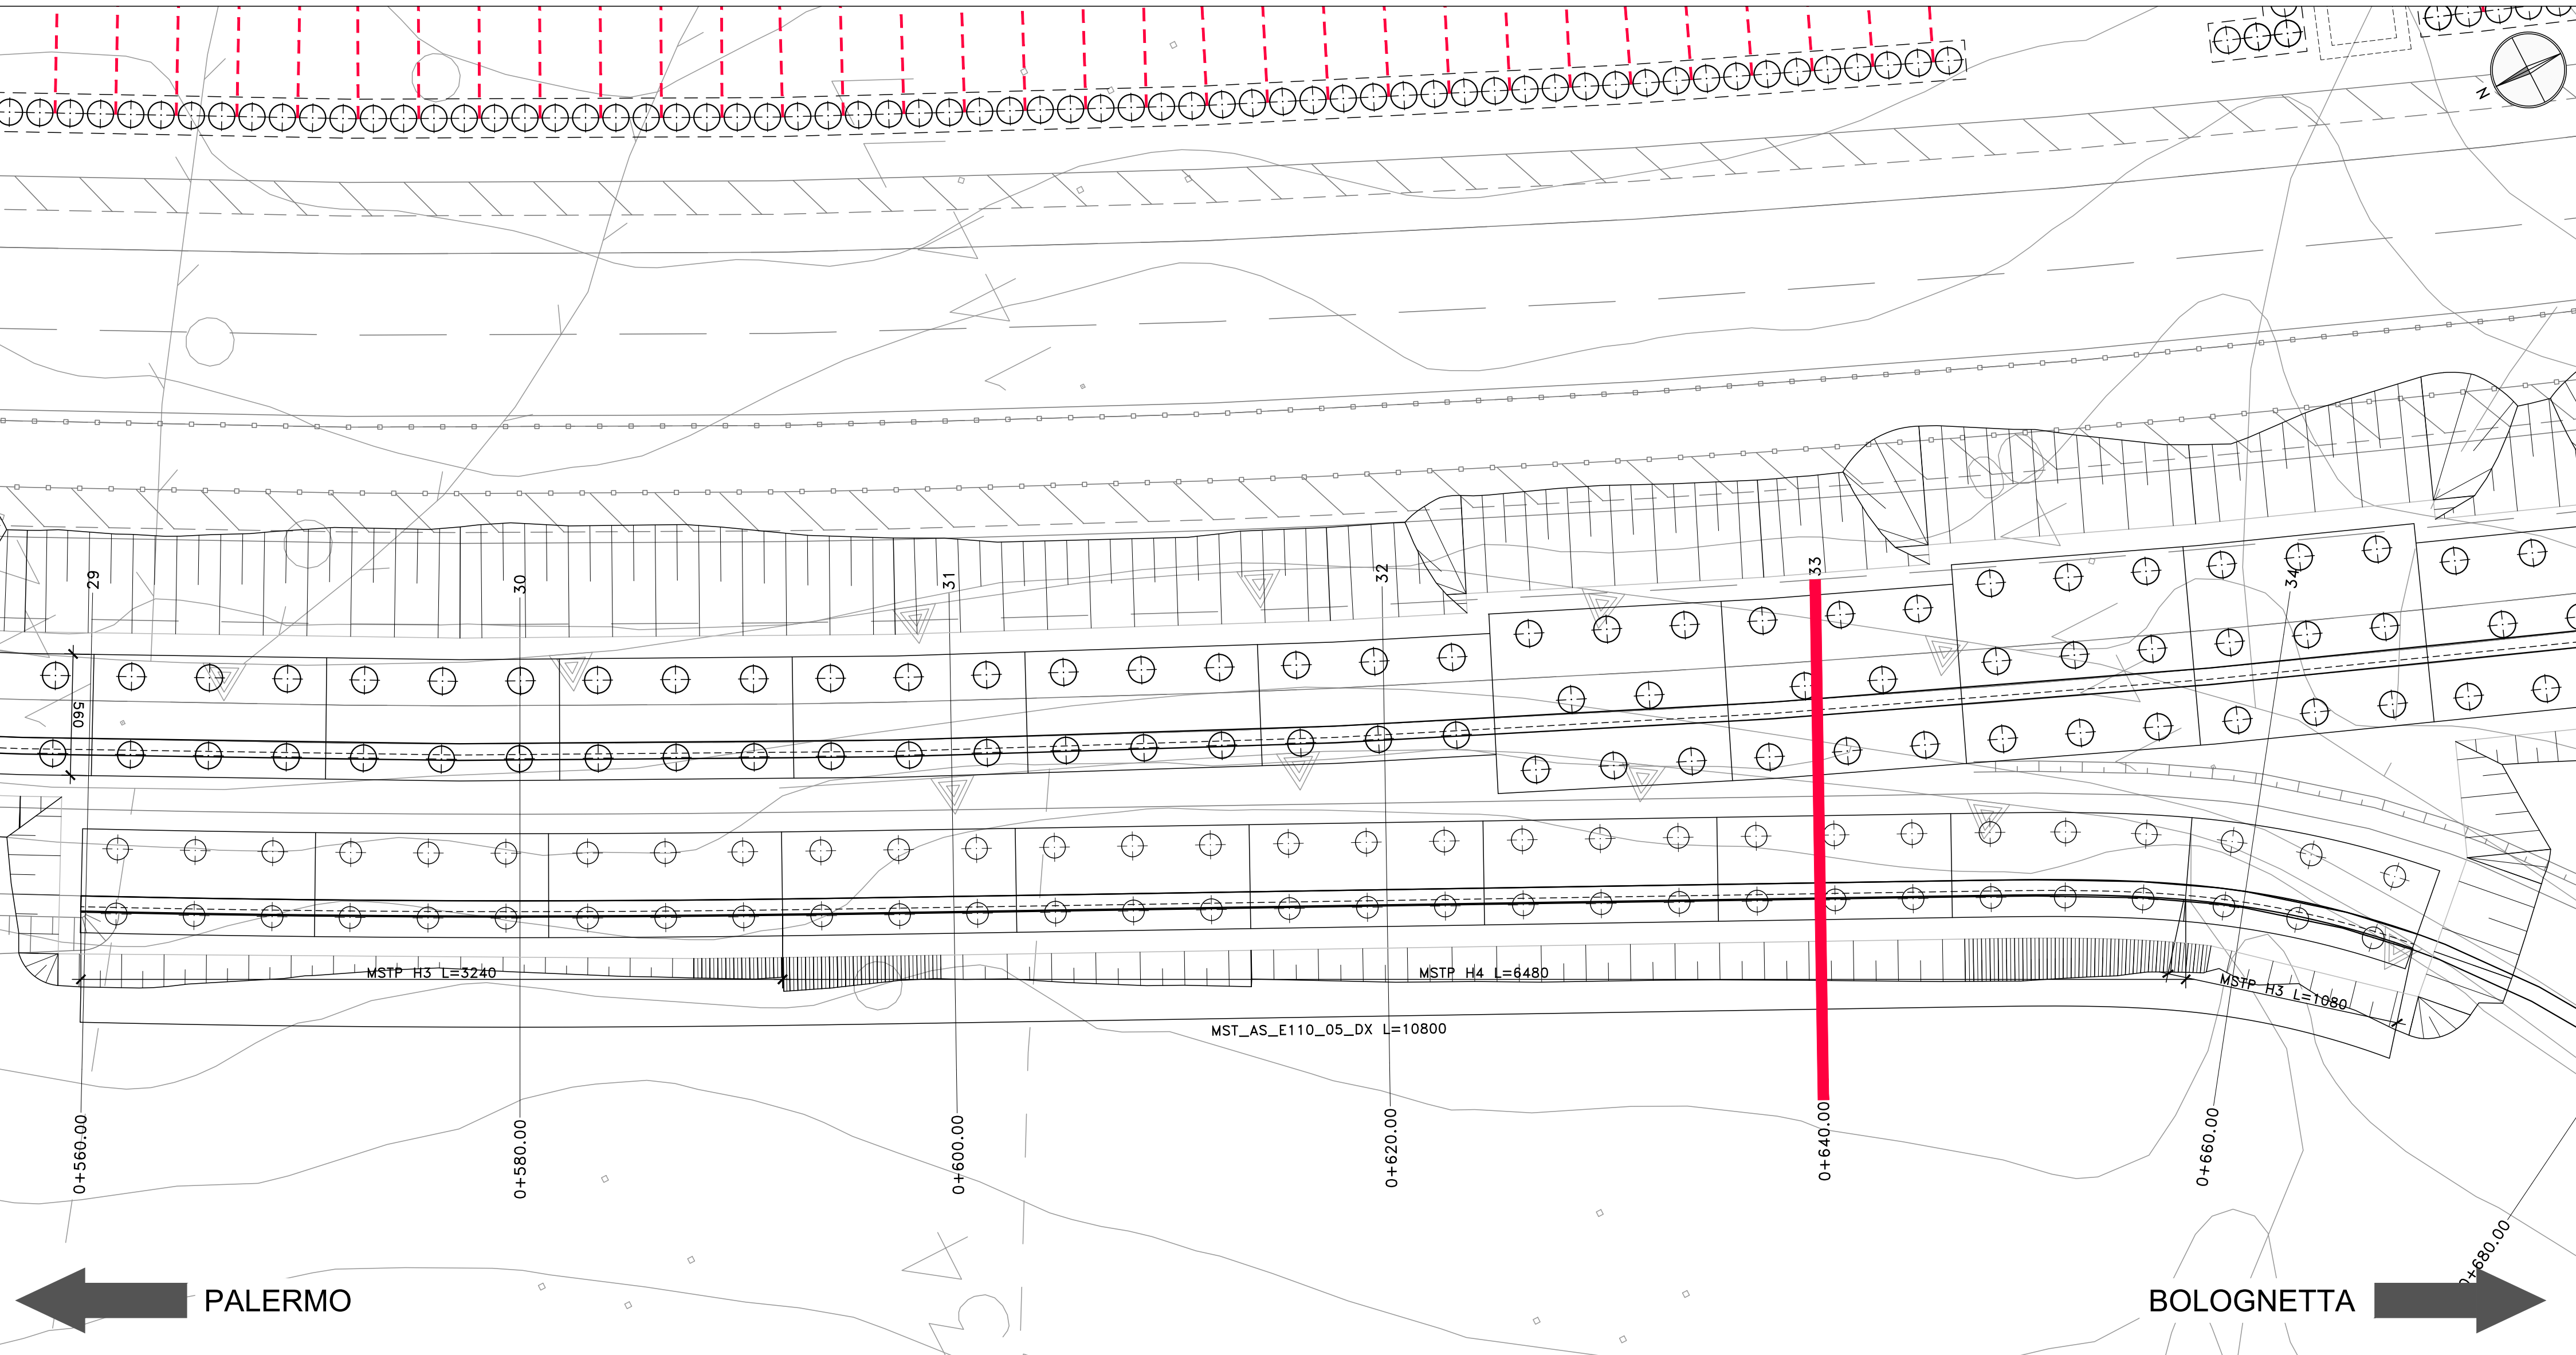 N
29
30
31
32
33
34
560
MSTP H3 L=3240
MSTP H4 L=6480
MSTP H3 L=1080
MST_AS_E110_05_DX L=10800
0+560.00
0+580.00
0+600.00
0+620.00
0+640.00
0+660.00
0+680.00
PALERMO
BOLOGNETTA